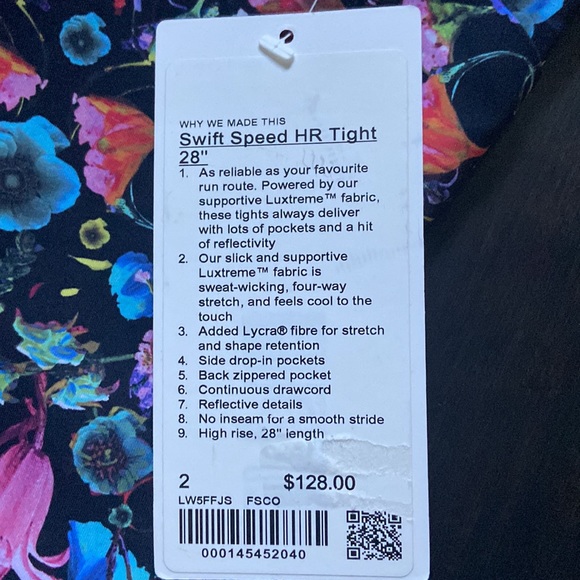 WHY WE MADE THIS
Swift Speed HR Tight
28"
1. As reliable as your favourite
run route. Powered by our
supportive Luxtreme™ fabric,
these tights always deliver
with lots of pockets and a hit
of reflectivity
2. Our slick and supportive
Luxtreme™ fabric is
sweat-wicking, four-way
stretch, and feels cool to the
touch
3. Added Lycra® fibre for stretch
and shape retention
4. Side drop-in pockets
5. Back zippered pocket
6. Continuous drawcord
7. Reflective details
8. No inseam for a smooth stride
9. High rise, 28" length
2 $128.00
LW5FFJS FSCO
000145452040